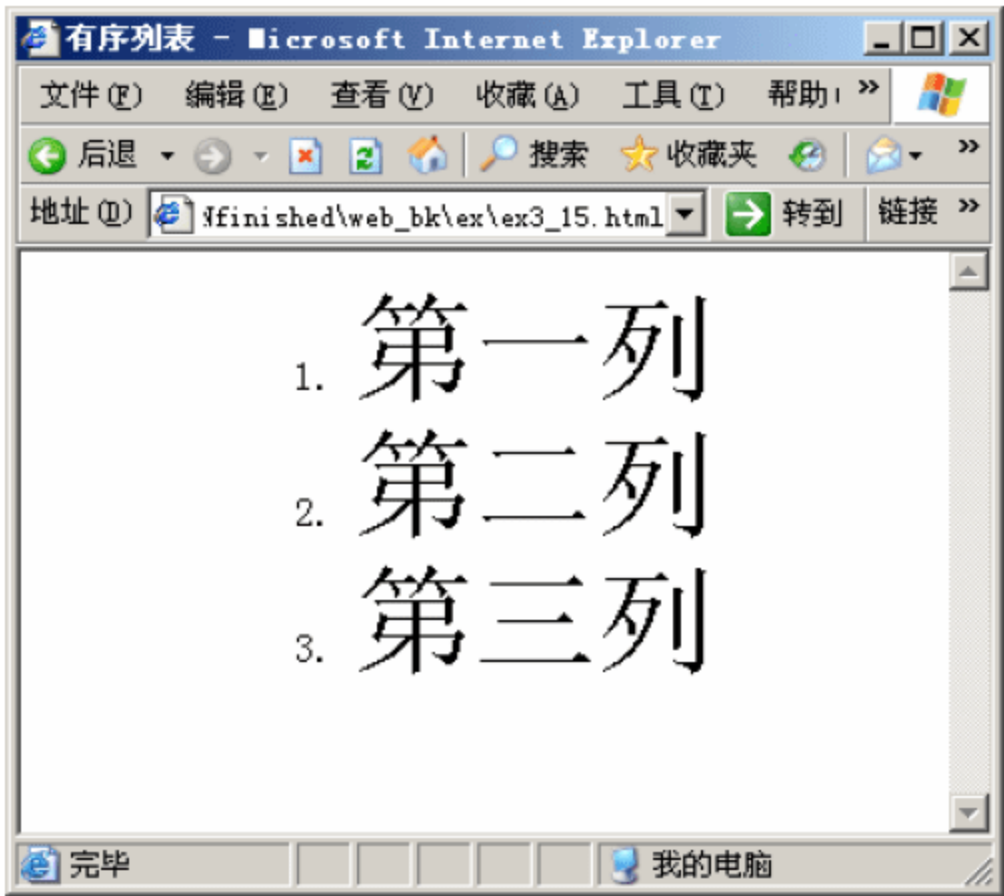 有序列表 - Microsoft Internet Explorer
文件(F) 编辑(E) 查看(V) 收藏(A) 工具(T) 帮助 »
后退 搜索 收藏夹 »
地址(D) finished\web_bk\ex\ex3_15.html 转到 链接 »
1. 第一列
2. 第二列
3. 第三列
完毕 我的电脑